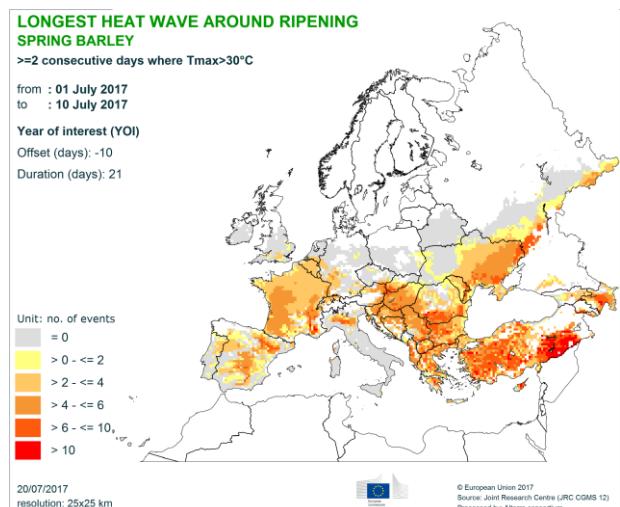 LONGEST HEAT WAVE AROUND RIPENING
SPRING BARLEY
>=2 consecutive days where Tmax>30°C
from : 01 July 2017
to : 10 July 2017
Year of interest (YOI)
Offset (days): -10
Duration (days): 21
Unit: no. of events
= 0
> 0 - <= 2
> 2 - <= 4
> 4 - <= 6
> 6 - <= 10
> 10
20/07/2017
resolution: 25x25 km
© European Union 2017
Source: Joint Research Centre (JRC CGMS 12)